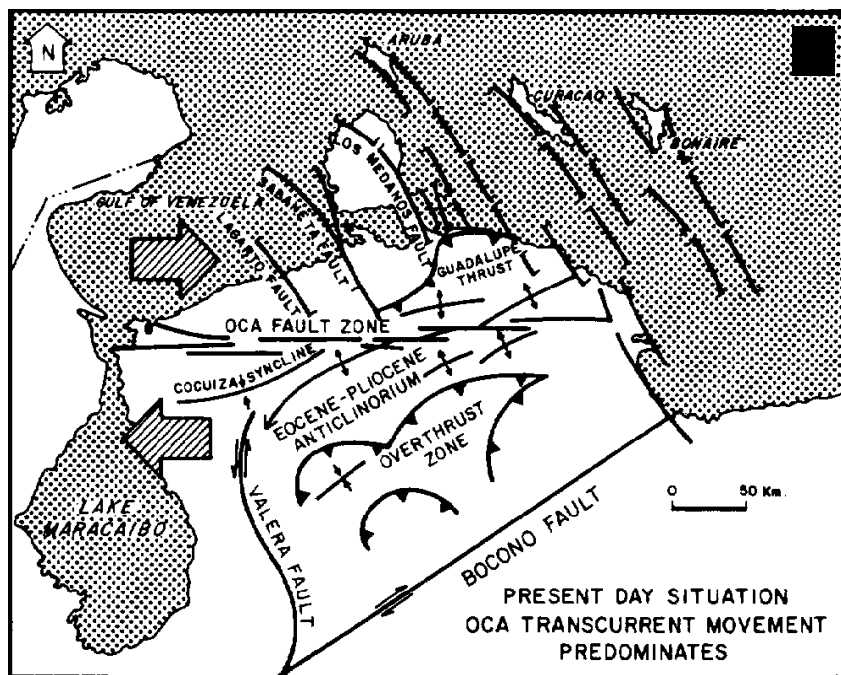 N
ARUBA
CURACAO
BONAIRE
LOS MEDANOS FAULT
GULF OF VENEZUELA
LAGARTO FAULT
GUADALUPE
THRUST
OCA FAULT ZONE
COCUIZA SYNCLINE
EOCENE-PLIOCENE
ANTICLINORIUM
OVERTHRUST
ZONE
LAKE
MARACAIBO
VALERA FAULT
BOCONO FAULT
0 50 Km.
PRESENT DAY SITUATION
OCA TRANSCURRENT MOVEMENT
PREDOMINATES